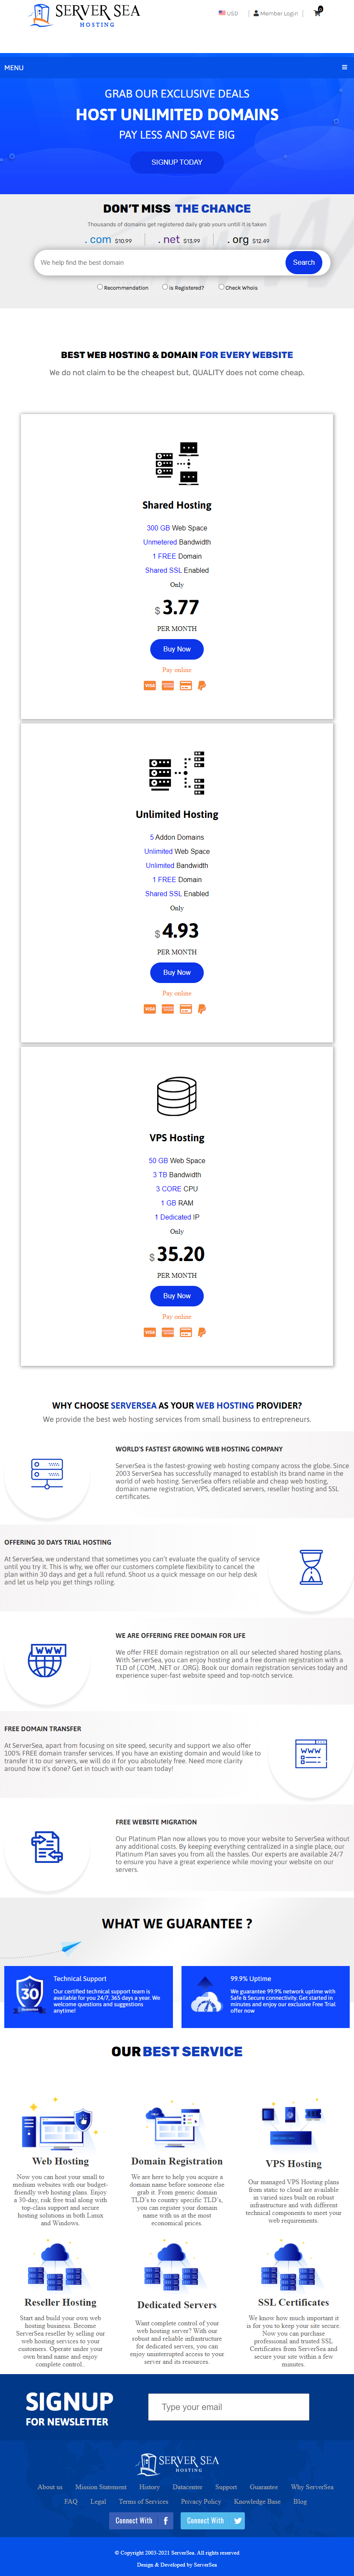 SERVER SEA
HOSTING
USD
Member Login
0
MENU
GRAB OUR EXCLUSIVE DEALS
HOST UNLIMITED DOMAINS
PAY LESS AND SAVE BIG
SIGNUP TODAY
DON'T MISS THE CHANCE
Thousands of domains get registered daily grab yours untill it is taken
. com $10.99 . net $13.99 . org $12.49
We help find the best domain
Search
Recommendation Is Registered? Check Whois
BEST WEB HOSTING & DOMAIN FOR EVERY WEBSITE
We do not claim to be the cheapest but, QUALITY does not come cheap.
Shared Hosting
300 GB Web Space
Unmetered Bandwidth
1 FREE Domain
Shared SSL Enabled
Only
$ 3.77
PER MONTH
Buy Now
Pay online
VISA
Unlimited Hosting
5 Addon Domains
Unlimited Web Space
Unlimited Bandwidth
1 FREE Domain
Shared SSL Enabled
Only
$ 4.93
PER MONTH
Buy Now
Pay online
VISA
VPS Hosting
50 GB Web Space
3 TB Bandwidth
3 CORE CPU
1 GB RAM
1 Dedicated IP
Only
$ 35.20
PER MONTH
Buy Now
Pay online
VISA
WHY CHOOSE SERVERSEA AS YOUR WEB HOSTING PROVIDER?
We provide the best web hosting services from small business to entrepreneurs.
WORLD'S FASTEST GROWING WEB HOSTING COMPANY
ServerSea is the fastest-growing web hosting company across the globe. Since
2003 ServerSea has successfully managed to establish its brand name in the
world of web hosting. ServerSea offers reliable and cheap web hosting,
domain name registration, VPS, dedicated servers, reseller hosting and SSL
certificates.
OFFERING 30 DAYS TRIAL HOSTING
At ServerSea, we understand that sometimes you can't evaluate the quality of service
until you try it. This is why, we offer our customers complete flexibility to cancel the
plan within 30 days and get a full refund. Shoot us a quick message on our help desk
and let us help you get things rolling.
WE ARE OFFERING FREE DOMAIN FOR LIFE
We offer FREE domain registration on all our selected shared hosting plans.
With ServerSea, you can enjoy hosting and a free domain registration with a
TLD of (.COM, .NET or .ORG). Book our domain registration services today and
experience super-fast website speed and top-notch service.
WWW
FREE DOMAIN TRANSFER
At ServerSea, apart from focusing on site speed, security and support we also offer
100% FREE domain transfer services. If you have an existing domain and would like to
transfer it to our servers, we will do it for you absolutely free. Need more clarity
around how it's done? Get in touch with our team today!
WWW
FREE WEBSITE MIGRATION
Our Platinum Plan now allows you to move your website to ServerSea without
any additional costs. By keeping everything centralized in a single place, our
Platinum Plan saves you from all the hassles. Our experts are available 24/7
to ensure you have a great experience while moving your website on our
servers.
WHAT WE GUARANTEE ?
30
Technical Support
Our certified technical support team is
available for you 24/7, 365 days a year. We
welcome questions and suggestions
anytime!
99.9% Uptime
We guarantee 99.9% network uptime with
Safe & Secure connectivity. Get started in
minutes and enjoy our exclusive Free Trial
offer now
OUR BEST SERVICE
Web Hosting
Now you can host your small to
medium websites with our budget-
friendly web hosting plans. Enjoy
a 30-day, risk free trial along with
top-class support and secure
hosting solutions in both Linux
and Windows.
Domain Registration
We are here to help you acquire a
domain name before someone else
grab it. From generic domain
TLD's to country specific TLD's,
you can register your domain
name with us at the most
economical prices.
VPS Hosting
Our managed VPS Hosting plans
from static to cloud are available
in varied sizes built on robust
infrastructure and with different
technical components to meet your
web requirements.
Reseller Hosting
Start and build your own web
hosting business. Become
ServerSea reseller by selling our
web hosting services to your
customers. Operate under your
own brand name and enjoy
complete control.
Dedicated Servers
Want complete control of your
web hosting server? With our
robust and reliable infrastructure
for dedicated servers, you can
enjoy uninterrupted access to your
server and its resources.
SSL Certificates
We know how much important it
is for you to keep your site secure.
Now you can purchase
professional and trusted SSL
Certificates from ServerSea and
secure your site within a few
minutes.
SIGNUP
FOR NEWSLETTER
Type your email
SERVER SEA
HOSTING
About us Mission Statement History Datacenter Support Guarantee Why ServerSea
FAQ Legal Terms of Services Privacy Policy Knowledge Base Blog
Connect With f Connect With
© Copyright 2003-2021 ServerSea. All rights reserved
Design & Developed by ServerSea